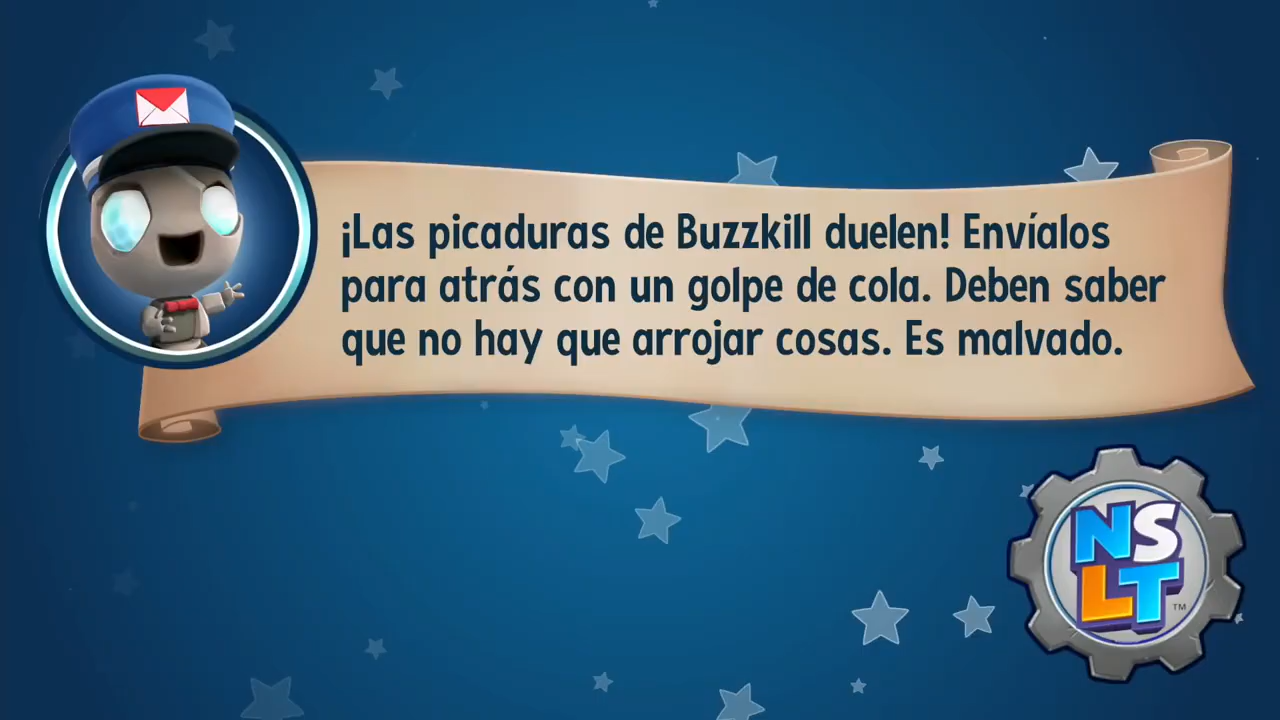 ¡Las picaduras de Buzzkill duelen! Envíalos
para atrás con un golpe de cola. Deben saber
que no hay que arrojar cosas. Es malvado.
NS
LT
TM